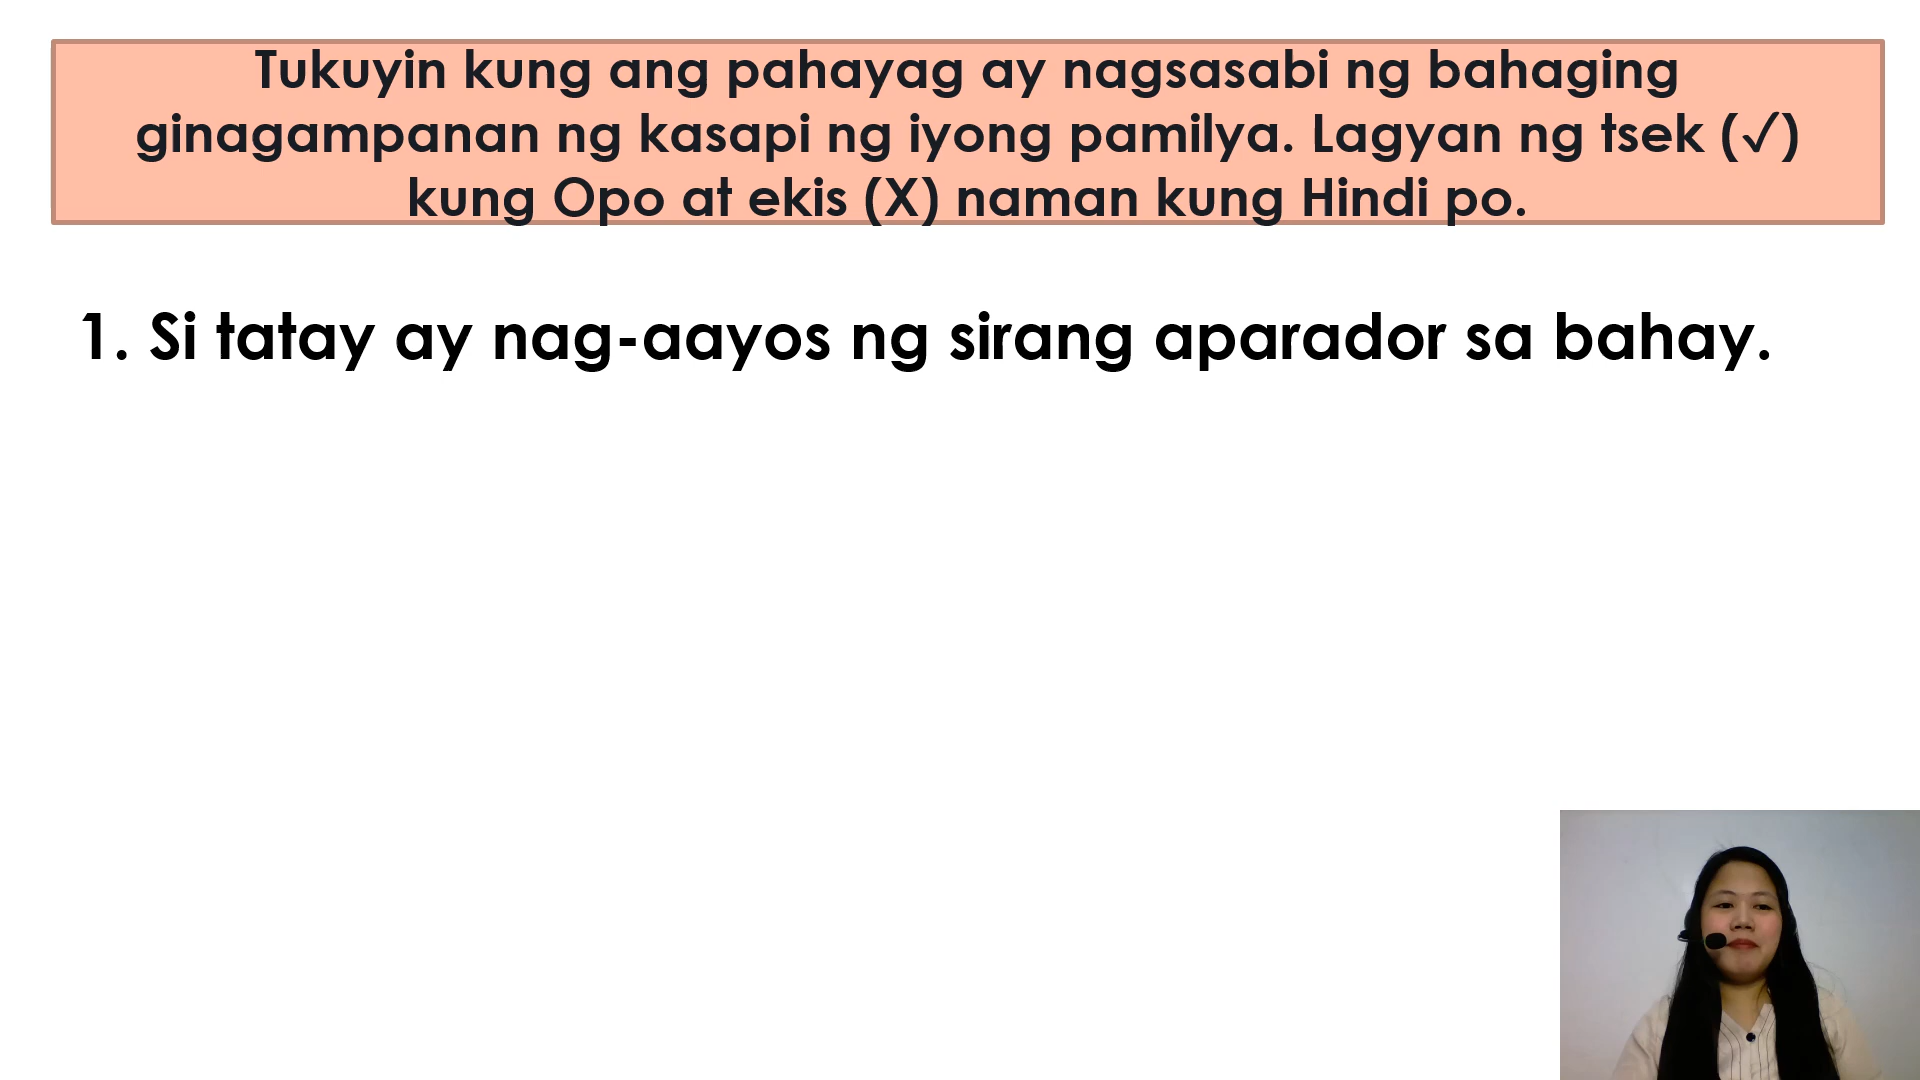 Tukuyin kung ang pahayag ay nagsasabi ng bahaging
ginagampanan ng kasapi ng iyong pamilya. Lagyan ng tsek (✓)
kung Opo at ekis (X) naman kung Hindi po.
1. Si tatay ay nag-aayos ng sirang aparador sa bahay.